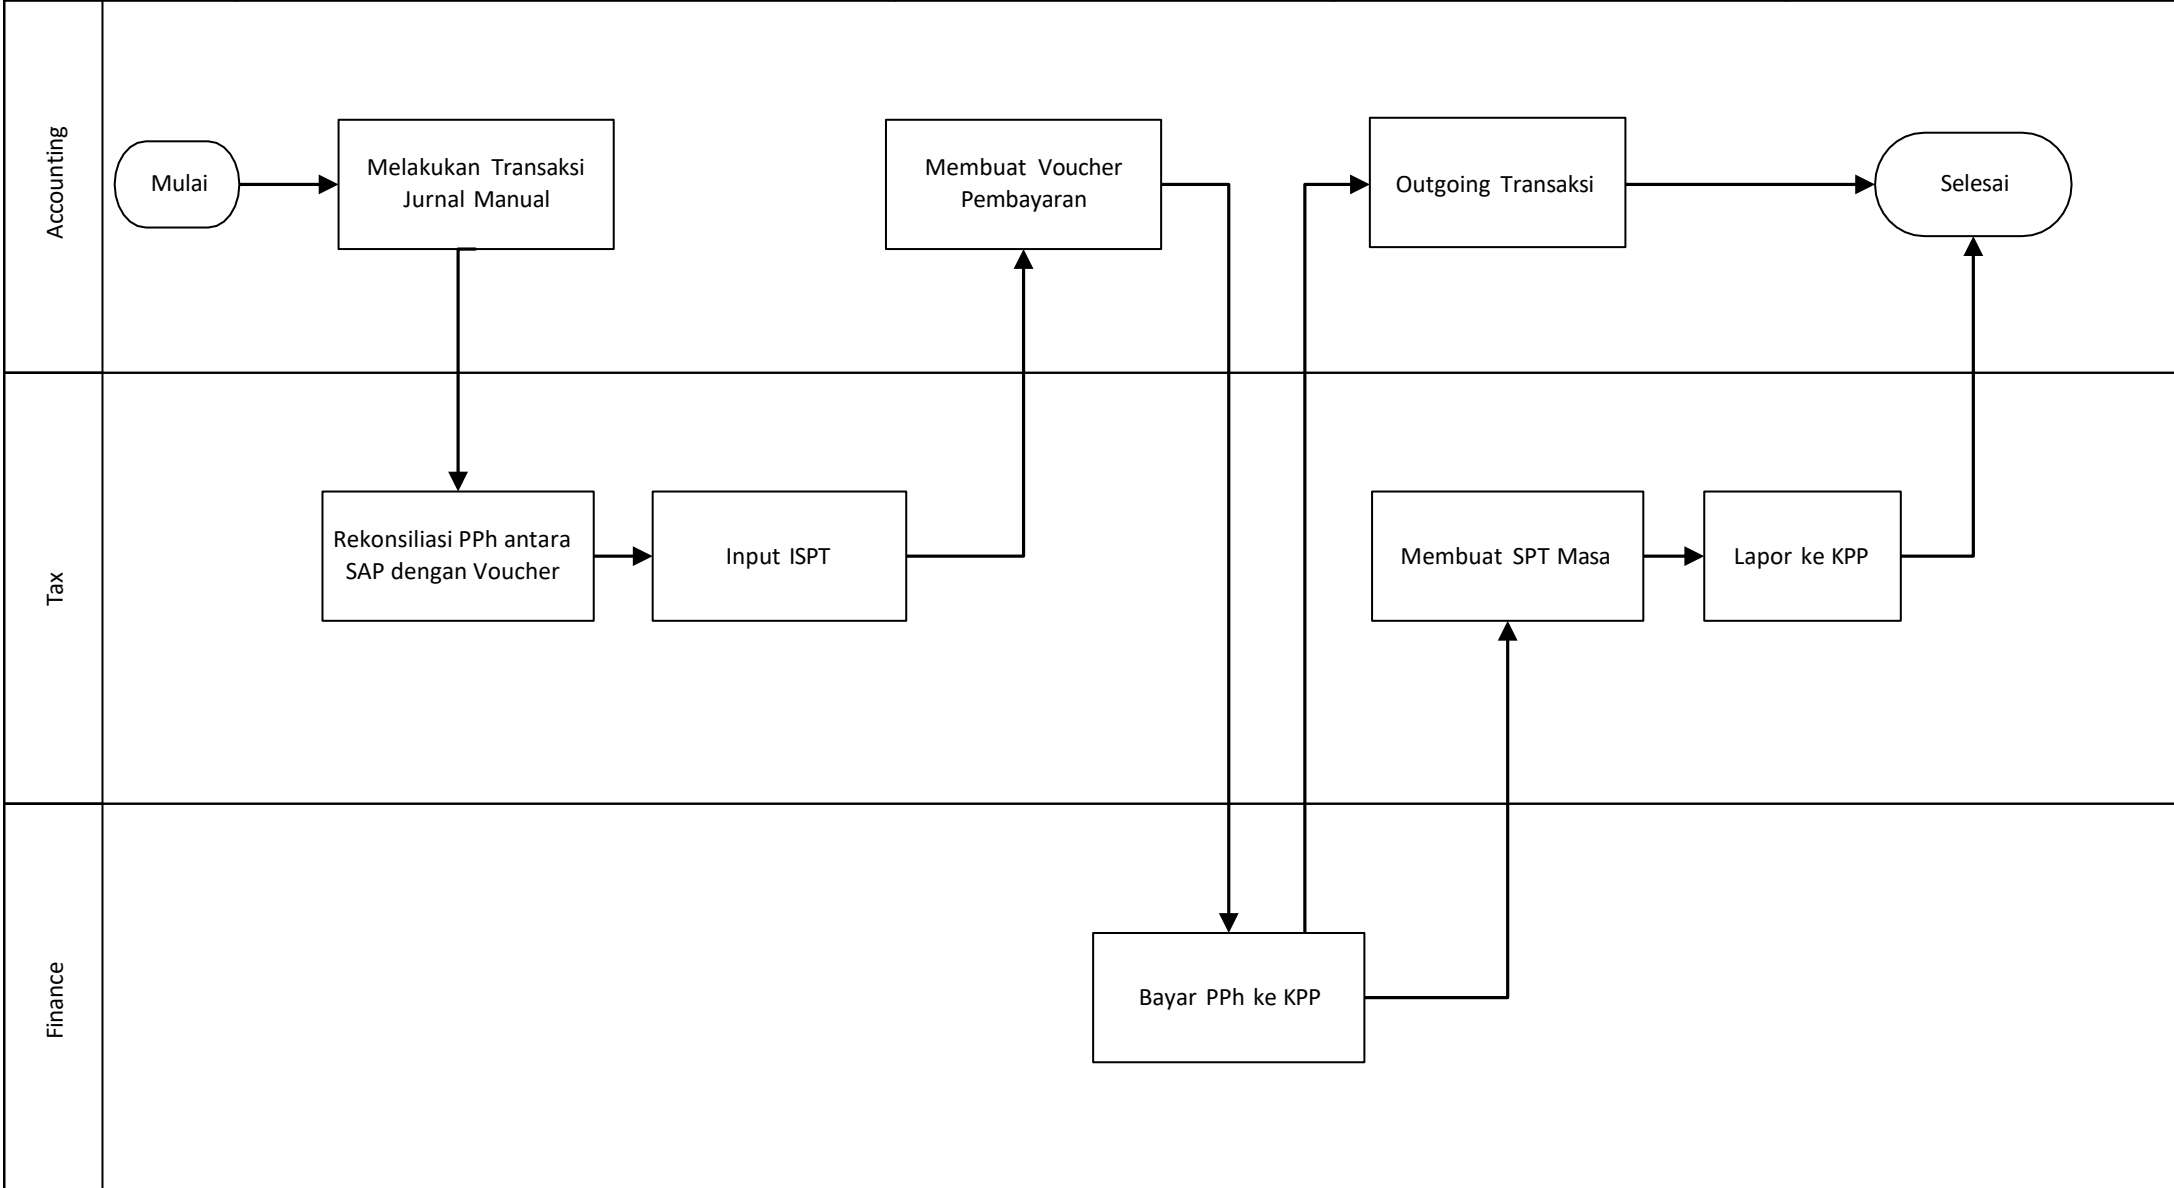 Accounting
Mulai
Melakukan Transaksi
Jurnal Manual
Membuat Voucher
Pembayaran
Outgoing Transaksi
Selesai
Tax
Rekonsiliasi PPh antara
SAP dengan Voucher
Input ISPT
Membuat SPT Masa
Lapor ke KPP
Finance
Bayar PPh ke KPP